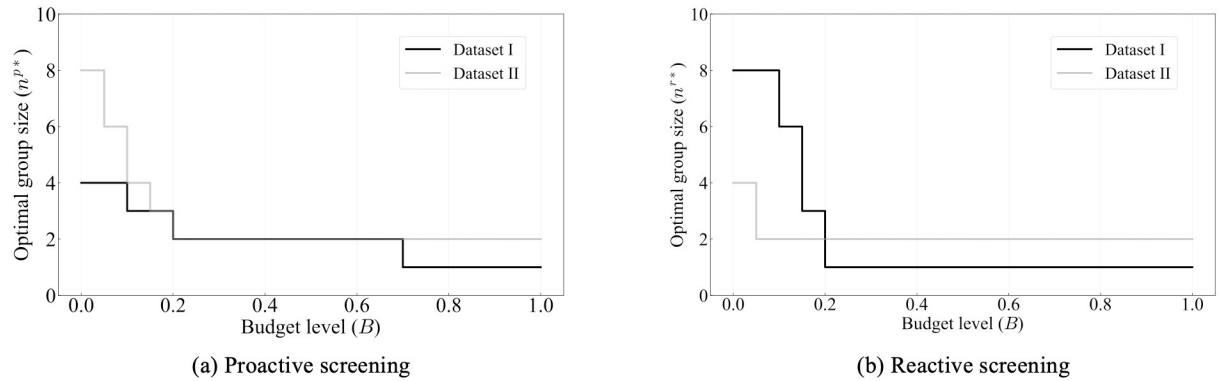 10
8
6
4
2
0
Optimal group size (n^{p*})
Dataset I
Dataset II
0.0 0.2 0.4 0.6 0.8 1.0
Budget level (B)
(a) Proactive screening
10
8
6
4
2
0
Optimal group size (n^{r*})
Dataset I
Dataset II
0.0 0.2 0.4 0.6 0.8 1.0
Budget level (B)
(b) Reactive screening